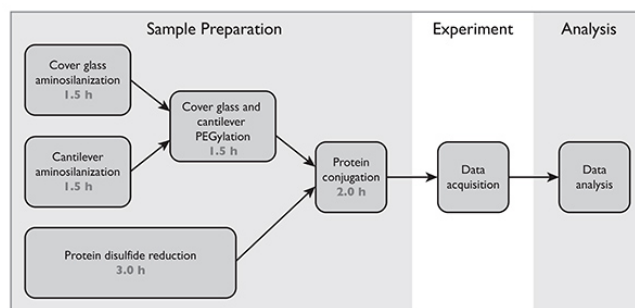 Sample Preparation
Experiment
Analysis
Cover glass
aminosilanization
1.5 h
Cantilever
aminosilanization
1.5 h
Cover glass and
cantilever
PEGylation
1.5 h
Protein disulfide reduction
3.0 h
Protein
conjugation
2.0 h
Data
acquisition
Data
analysis